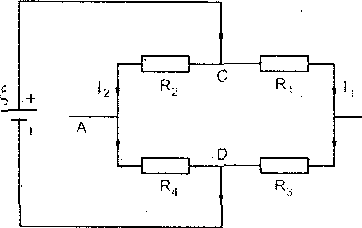 C
I₂ R₂ R₁ I₁
+
A
D
R₄ R₃